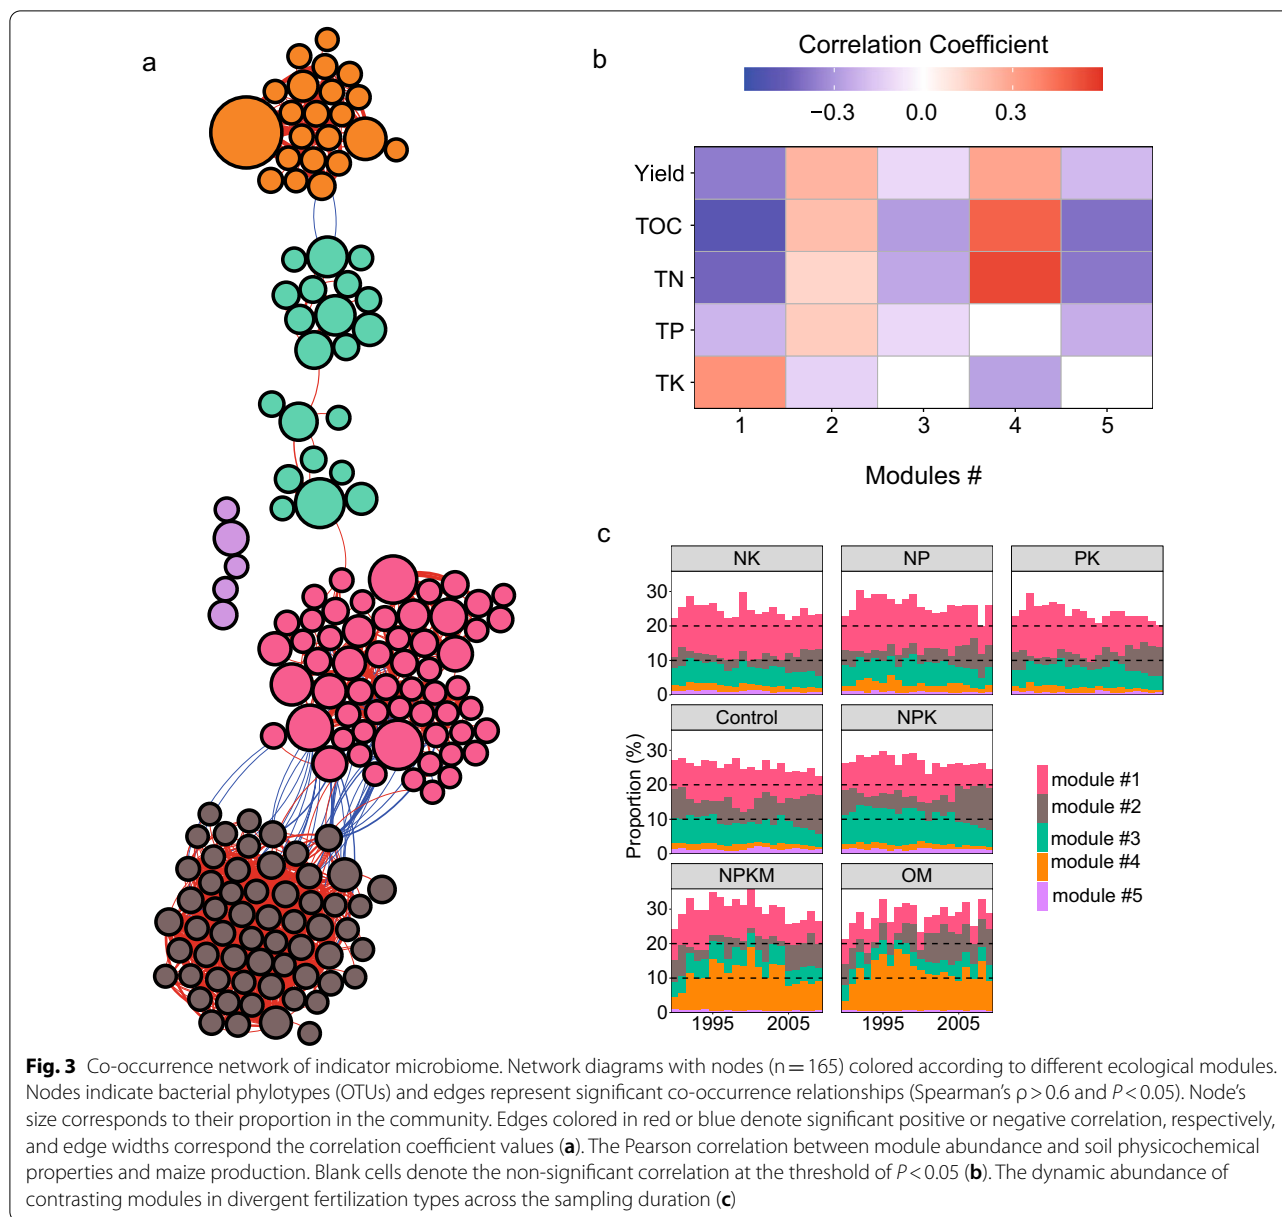 a
b
Correlation Coefficient
−0.3 0.0 0.3
Yield
TOC
TN
TP
TK
1 2 3 4 5
Modules #
c
NK NP PK
30
20
10
0
Control NPK
30
20
10
0
Proportion (%)
NPKM OM
30
20
10
0
1995 2005 1995 2005
module #1
module #2
module #3
module #4
module #5
Fig. 3 Co-occurrence network of indicator microbiome. Network diagrams with nodes (n = 165) colored according to different ecological modules.
Nodes indicate bacterial phylotypes (OTUs) and edges represent significant co-occurrence relationships (Spearman's ρ > 0.6 and P < 0.05). Node's
size corresponds to their proportion in the community. Edges colored in red or blue denote significant positive or negative correlation, respectively,
and edge widths correspond the correlation coefficient values (a). The Pearson correlation between module abundance and soil physicochemical
properties and maize production. Blank cells denote the non-significant correlation at the threshold of P < 0.05 (b). The dynamic abundance of
contrasting modules in divergent fertilization types across the sampling duration (c)